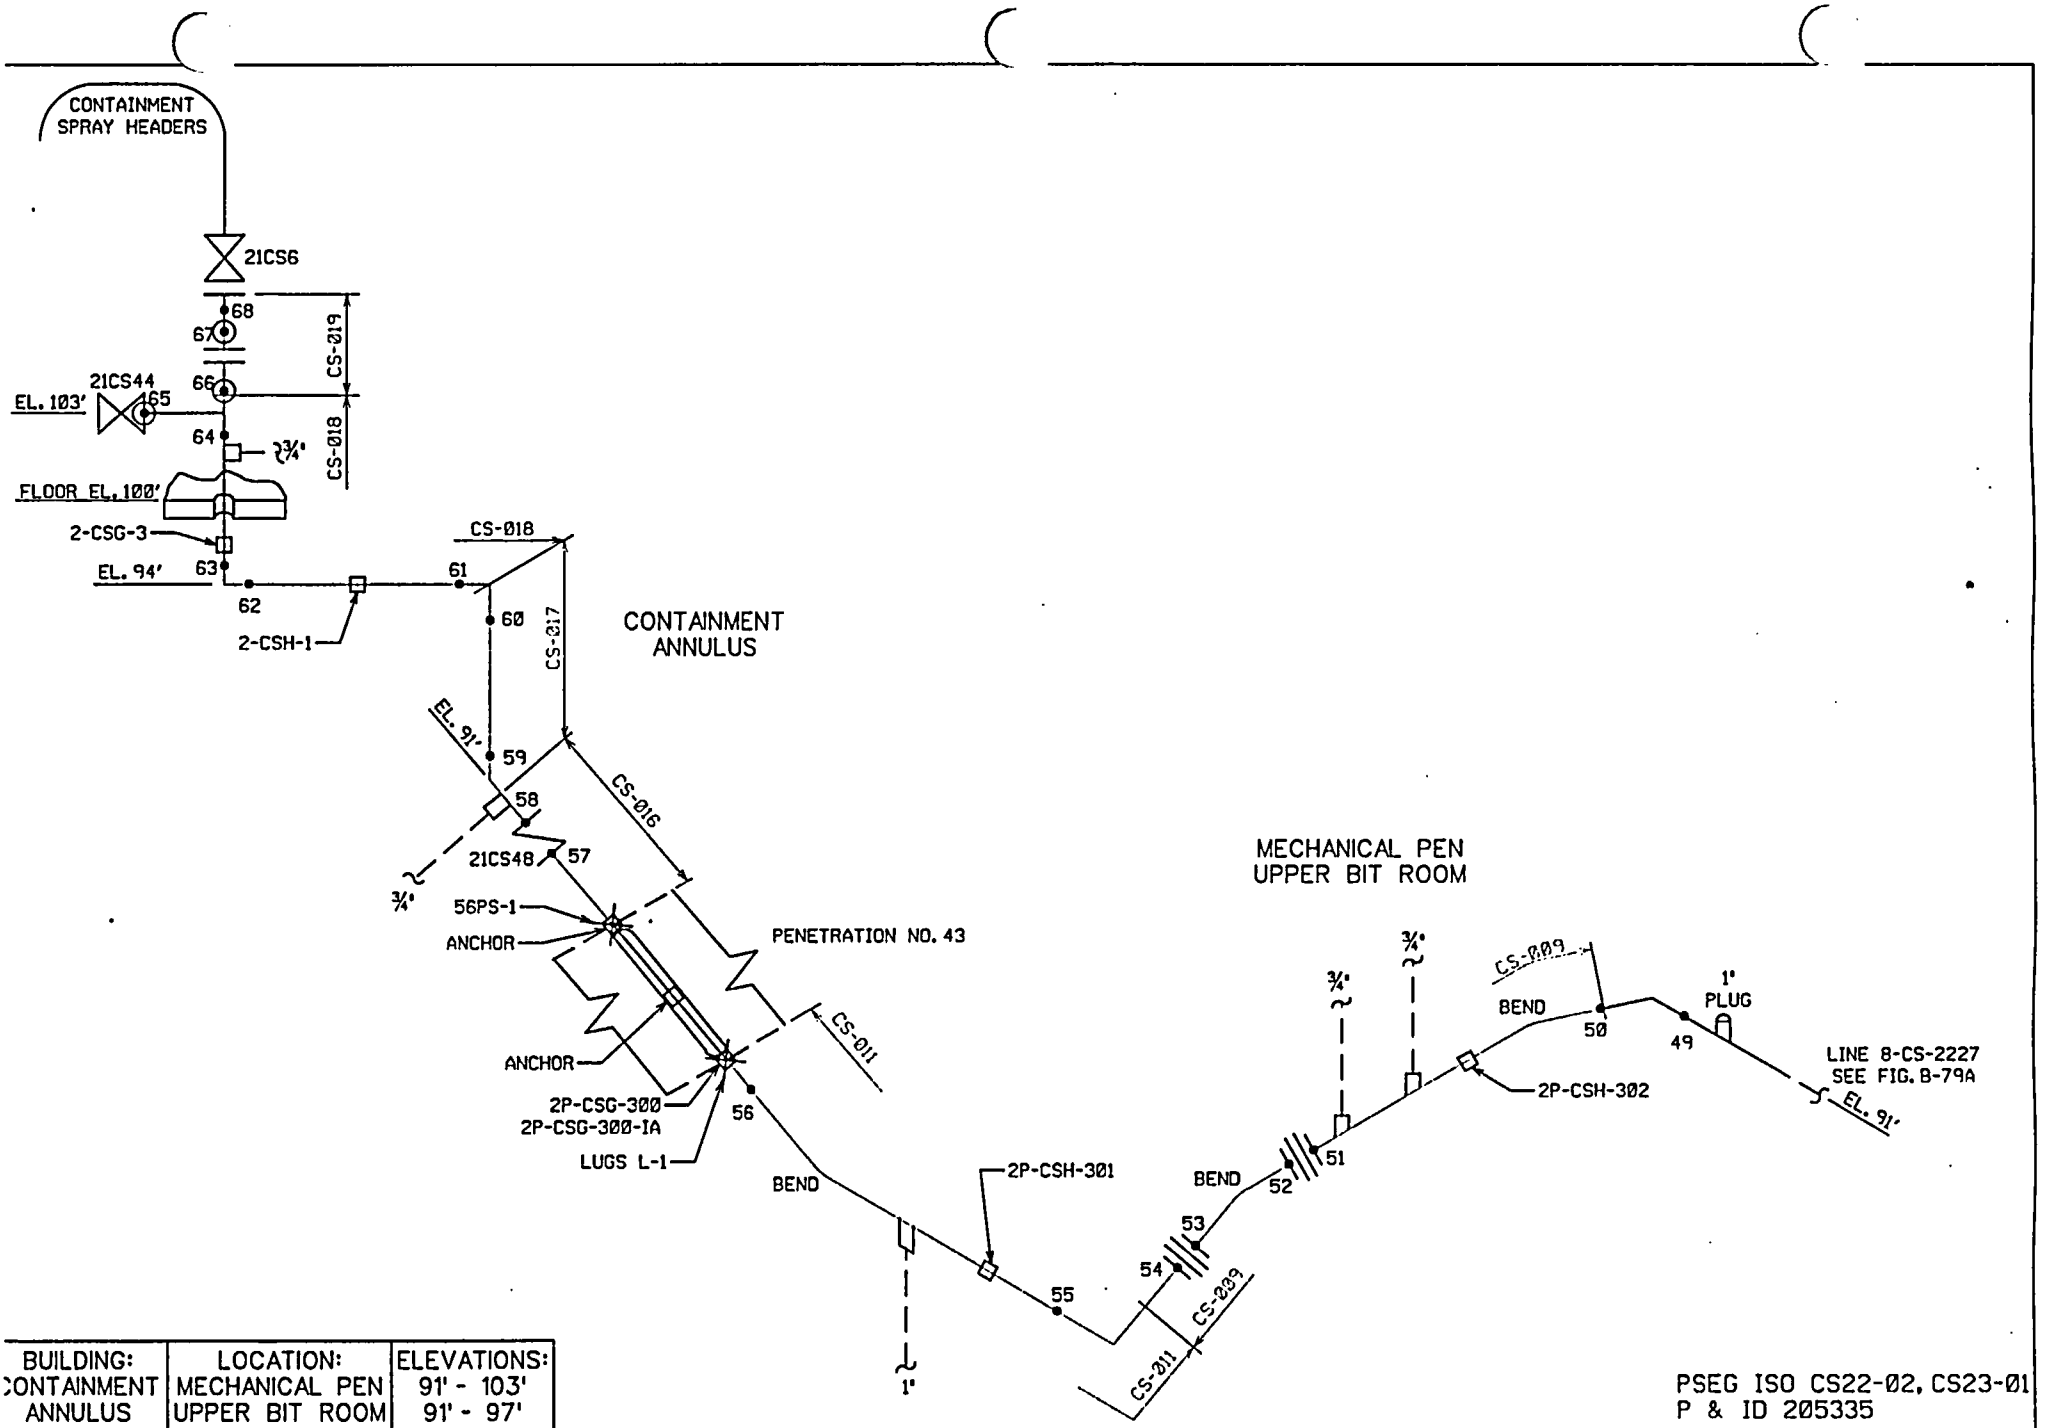 CONTAINMENT
SPRAY HEADERS
21CS6
68
67
CS-019
66
21CS44
65
EL. 103'
64
CS-018
3/4"
FLOOR EL. 100'
2-CSG-3
63
EL. 94'
62
2-CSH-1
61
CS-018
60
CS-017
CONTAINMENT
ANNULUS
EL. 91'
59
58
CS-016
21CS48
57
3/4"
56PS-1
ANCHOR
PENETRATION NO. 43
ANCHOR
CS-011
2P-CSG-300
2P-CSG-300-IA
56
LUGS L-1
BEND
2P-CSH-301
1"
55
54
53
CS-009
CS-011
BEND
52
51
MECHANICAL PEN
UPPER BIT ROOM
3/4"
3/4"
CS-009
BEND
50
2P-CSH-302
49
1"
PLUG
LINE 8-CS-2227
SEE FIG. B-79A
EL. 91'
BUILDING:
CONTAINMENT
ANNULUS
LOCATION:
MECHANICAL PEN
UPPER BIT ROOM
ELEVATIONS:
91' - 103'
91' - 97'
PSEG ISO CS22-02, CS23-01
P & ID 205335